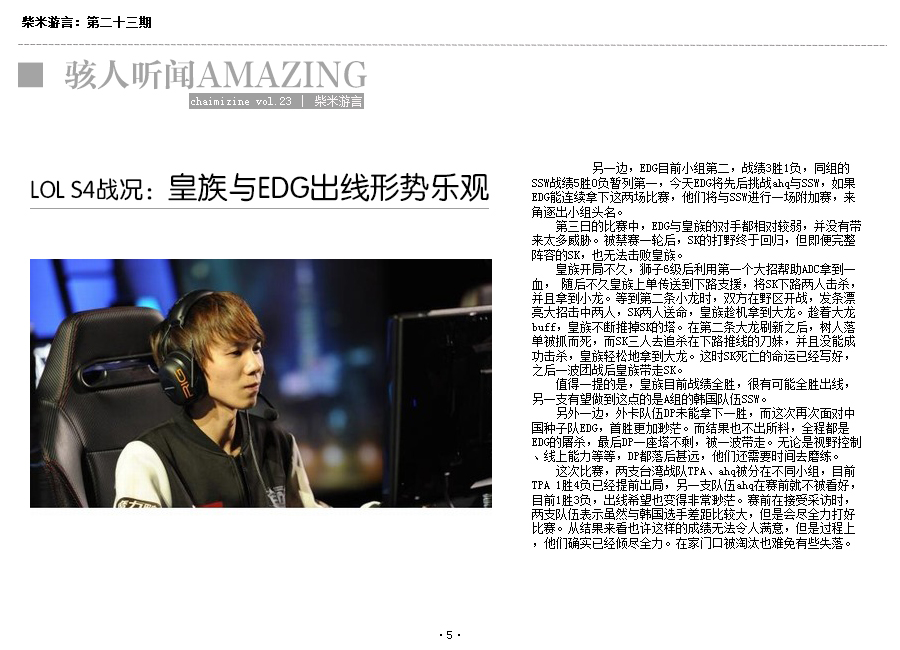 柴米游言：第二十三期
骇人听闻AMAZING
chaimizine vol.23 | 柴米游言
LOL S4战况：皇族与EDG出线形势乐观
另一边，EDG目前小组第二，战绩3胜1负，同组的
SSW战绩5胜0负暂列第一，今天EDG将先后挑战ahq与SSW，如果
EDG能连续拿下这两场比赛，他们将与SSW进行一场附加赛，来
角逐出小组头名。
第三日的比赛中，EDG与皇族的对手都相对较弱，并没有带
来太多威胁。被禁赛一轮后，SK的打野终于回归，但即便完整
阵容的SK，也无法击败皇族。
皇族开局不久，狮子6级后利用第一个大招帮助ADC拿到一
血， 随后不久皇族上单传送到下路支援，将SK下路两人击杀，
并且拿到小龙。等到第二条小龙时，双方在野区开战，发条漂
亮大招击中两人，SK两人送命，皇族趁机拿到大龙。趁着大龙
buff，皇族不断推掉SK的塔。在第二条大龙刷新之后，树人落
单被抓而死，而SK三人去追杀在下路推线的刀妹，并且没能成
功击杀，皇族轻松地拿到大龙。这时SK死亡的命运已经写好，
之后一波团战后皇族带走SK。
值得一提的是，皇族目前战绩全胜，很有可能全胜出线，
另一支有望做到这点的是A组的韩国队伍SSW。
另外一边，外卡队伍DP未能拿下一胜，而这次再次面对中
国种子队EDG，首胜更加渺茫。而结果也不出所料，全程都是
EDG的屠杀，最后DP一座塔不剩，被一波带走。无论是视野控制
、线上能力等等，DP都落后甚远，他们还需要时间去磨练。
这次比赛，两支台湾战队TPA、ahq被分在不同小组，目前
TPA 1胜4负已经提前出局，另一支队伍ahq在赛前就不被看好，
目前1胜3负，出线希望也变得非常渺茫。赛前在接受采访时，
两支队伍表示虽然与韩国选手差距比较大，但是会尽全力打好
比赛。从结果来看也许这样的成绩无法令人满意，但是过程上
，他们确实已经倾尽全力。在家门口被淘汰也难免有些失落。
·5·